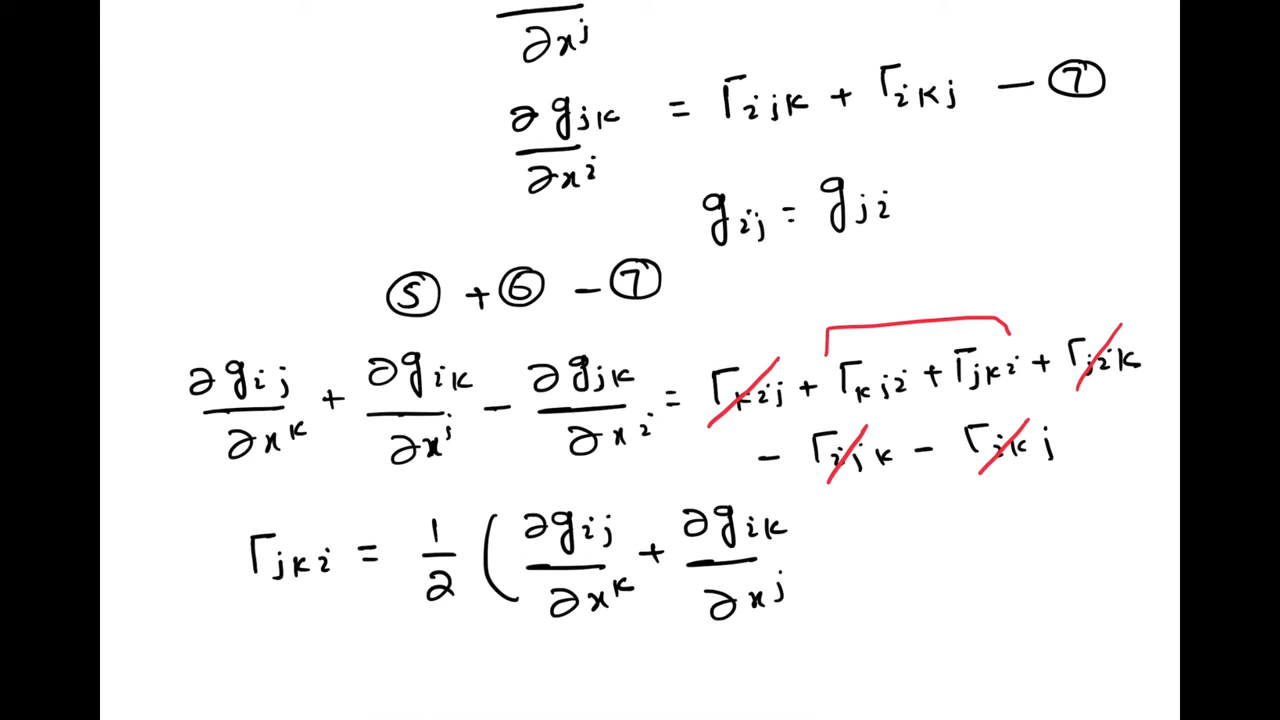 ∂x^j
∂g_jk / ∂x^i = Γ_ijk + Γ_ikj — ⑦
g_ij = g_ji
⑤ + ⑥ − ⑦
∂g_ij / ∂x^k + ∂g_ik / ∂x^j − ∂g_jk / ∂x^i = Γ_kij + Γ_kji + Γ_jki + Γ_jik
− Γ_ijk − Γ_ikj
Γ_jki = 1/2 ( ∂g_ij / ∂x^k + ∂g_ik / ∂x^j